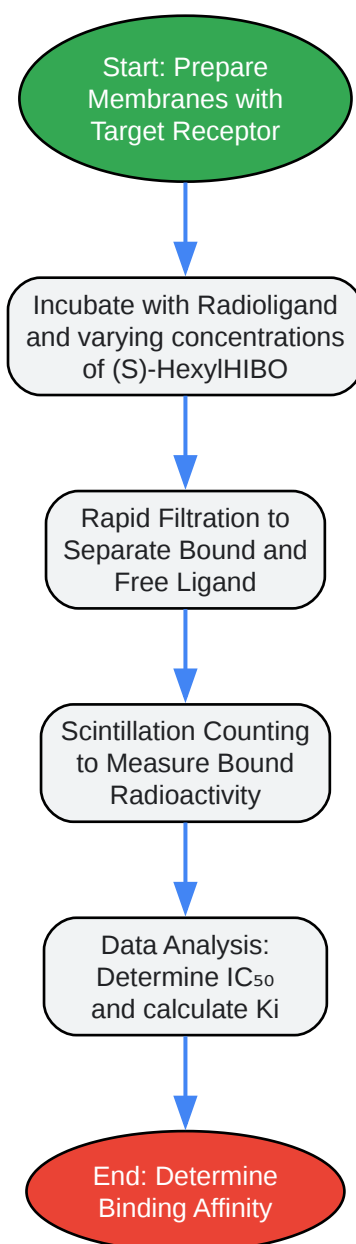 Start: Prepare
Membranes with
Target Receptor
Incubate with Radioligand
and varying concentrations
of (S)-HexylHIBO
Rapid Filtration to
Separate Bound and
Free Ligand
Scintillation Counting
to Measure Bound
Radioactivity
Data Analysis:
Determine IC₅₀
and calculate Ki
End: Determine
Binding Affinity